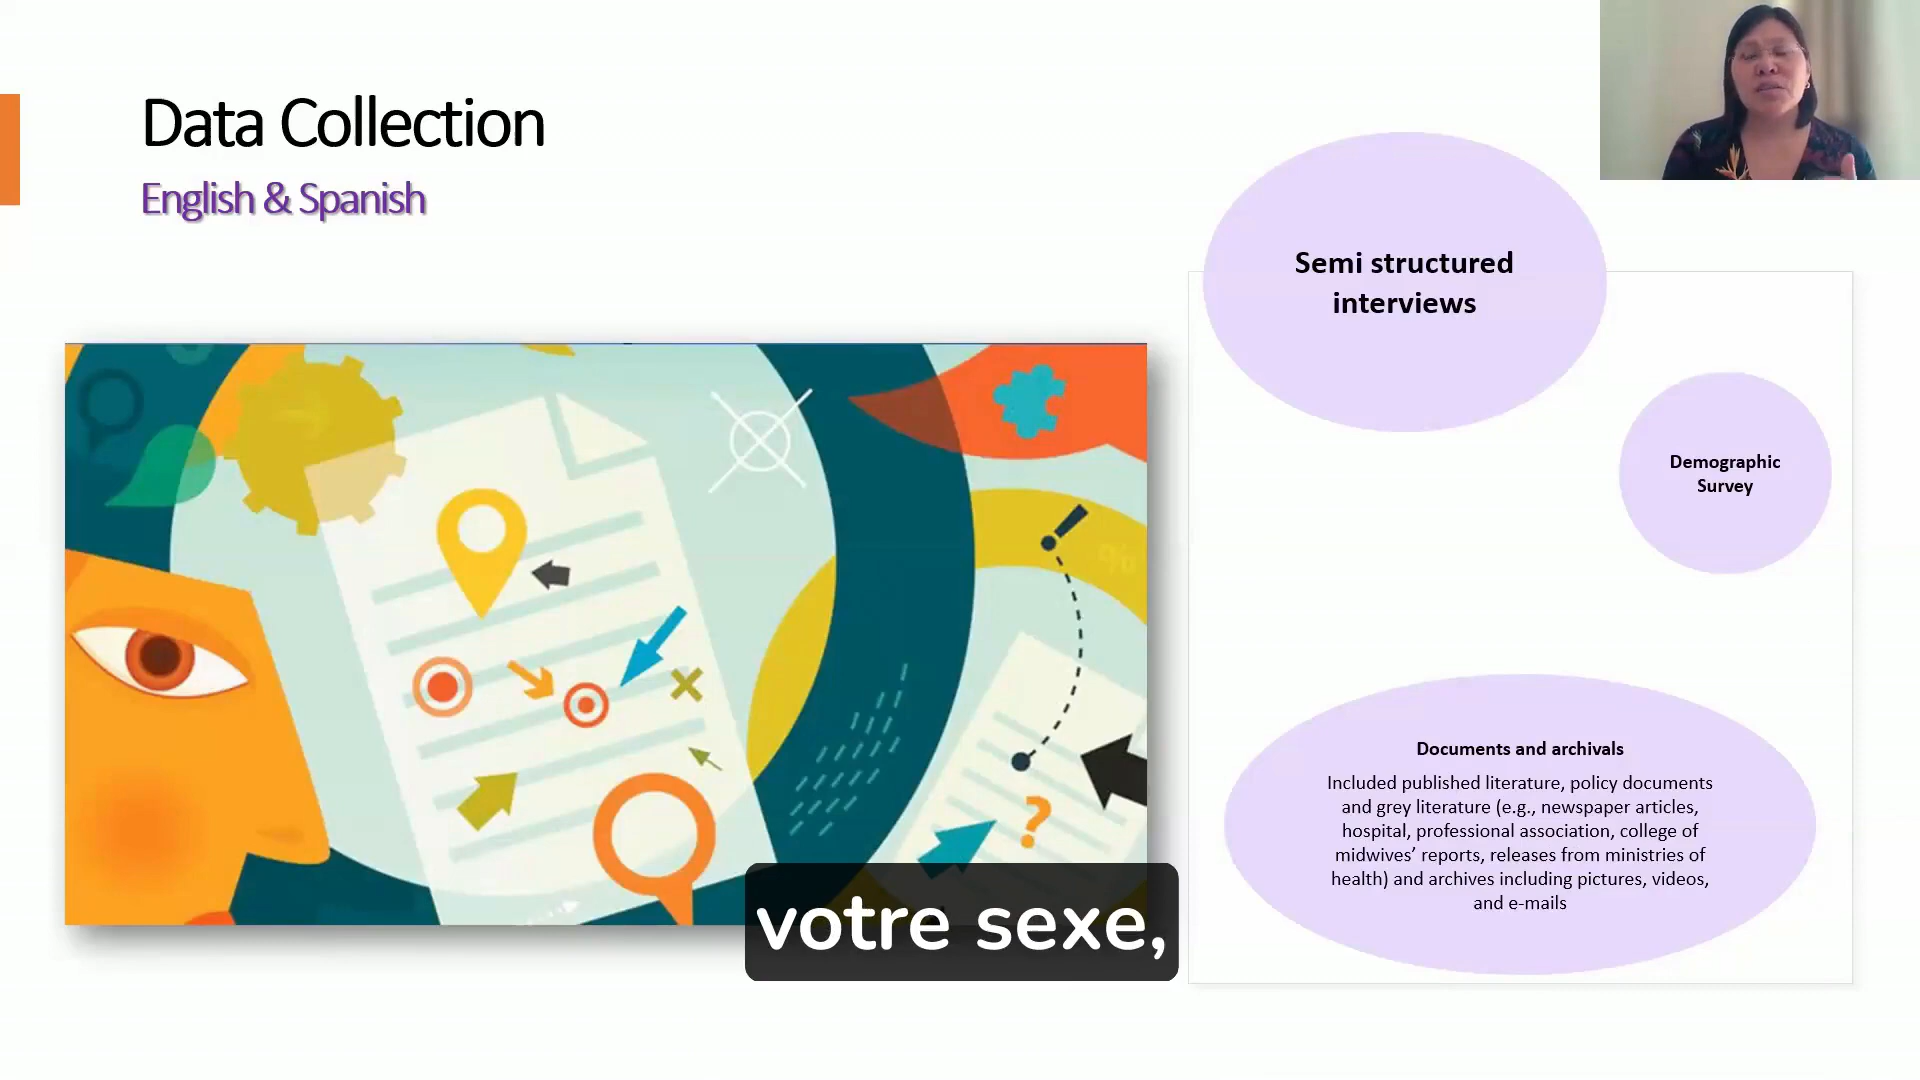 Data Collection
English & Spanish
Semi structured
interviews
Demographic
Survey
Documents and archivals
Included published literature, policy documents
and grey literature (e.g., newspaper articles,
hospital, professional association, college of
midwives’ reports, releases from ministries of
health) and archives including pictures, videos,
and e-mails
?
%
votre sexe,